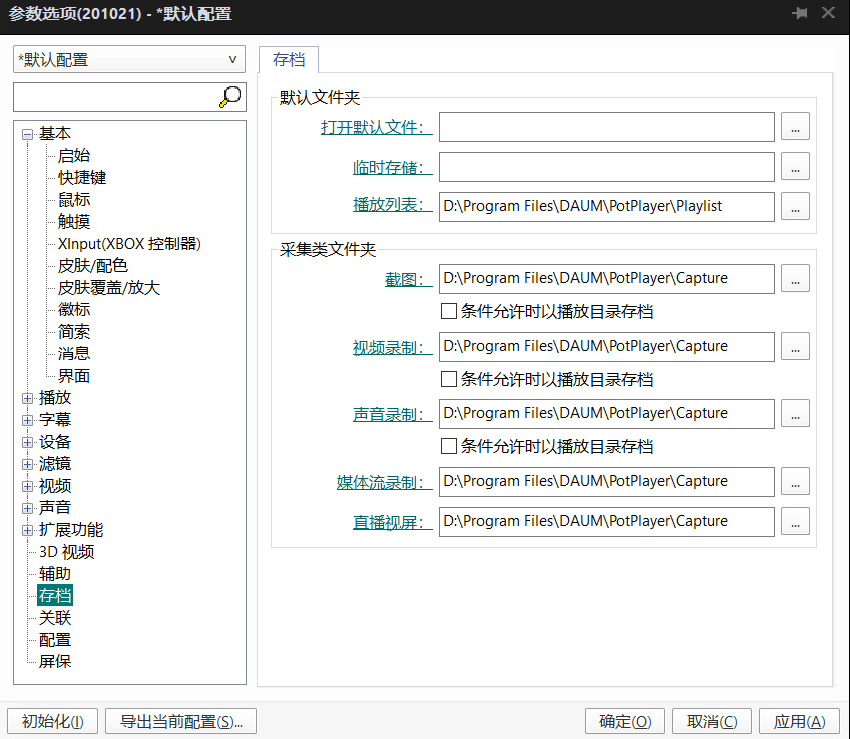 参数选项(201021) - *默认配置
*默认配置
基本
启始
快捷键
鼠标
触摸
XInput(XBOX 控制器)
皮肤/配色
皮肤覆盖/放大
徽标
简索
消息
界面
播放
字幕
设备
滤镜
视频
声音
扩展功能
3D 视频
辅助
存档
关联
配置
屏保
存档
默认文件夹
打开默认文件： ...
临时存储： ...
播放列表： D:\Program Files\DAUM\PotPlayer\Playlist ...
采集类文件夹
截图： D:\Program Files\DAUM\PotPlayer\Capture ...
条件允许时以播放目录存档
视频录制： D:\Program Files\DAUM\PotPlayer\Capture ...
条件允许时以播放目录存档
声音录制： D:\Program Files\DAUM\PotPlayer\Capture ...
条件允许时以播放目录存档
媒体流录制： D:\Program Files\DAUM\PotPlayer\Capture ...
直播视屏： D:\Program Files\DAUM\PotPlayer\Capture ...
初始化(I) 导出当前配置(S)... 确定(O) 取消(C) 应用(A)